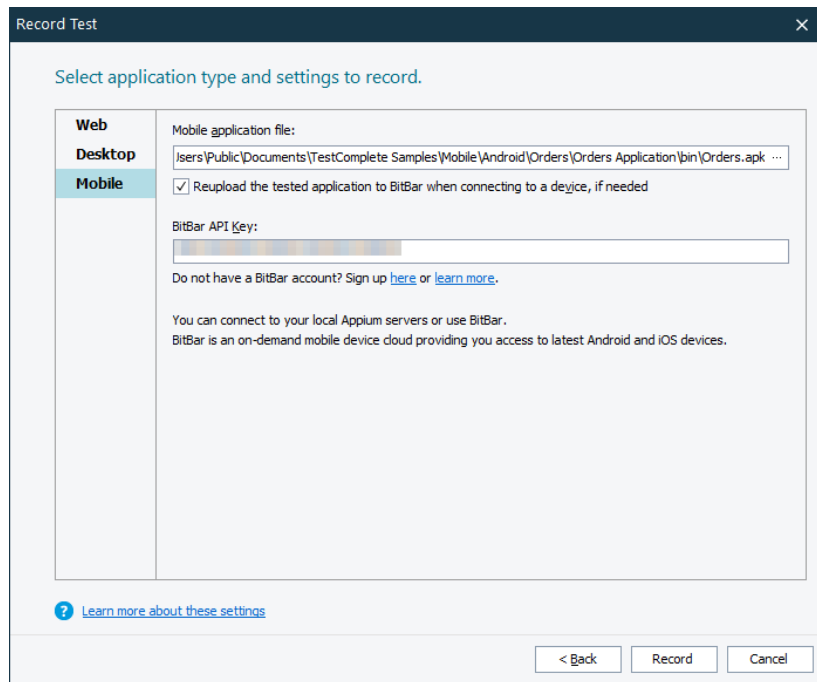 Record Test
Select application type and settings to record.
Web
Desktop
Mobile
Mobile application file:
Jsers\Public\Documents\TestComplete Samples\Mobile\Android\Orders\Orders Application\bin\Orders.apk ...
Reupload the tested application to BitBar when connecting to a device, if needed
BitBar API Key:
Do not have a BitBar account? Sign up here or learn more.
You can connect to your local Appium servers or use BitBar.
BitBar is an on-demand mobile device cloud providing you access to latest Android and iOS devices.
? Learn more about these settings
< Back
Record
Cancel